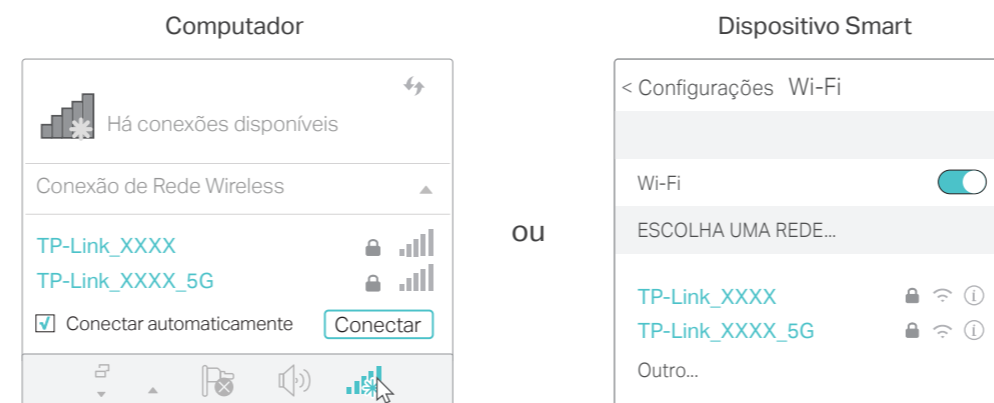 Computador
Há conexões disponíveis
Conexão de Rede Wireless
TP-Link_XXXX
TP-Link_XXXX_5G
Conectar automaticamente Conectar
ou
Dispositivo Smart
< Configurações Wi-Fi
Wi-Fi
ESCOLHA UMA REDE...
TP-Link_XXXX
TP-Link_XXXX_5G
Outro...